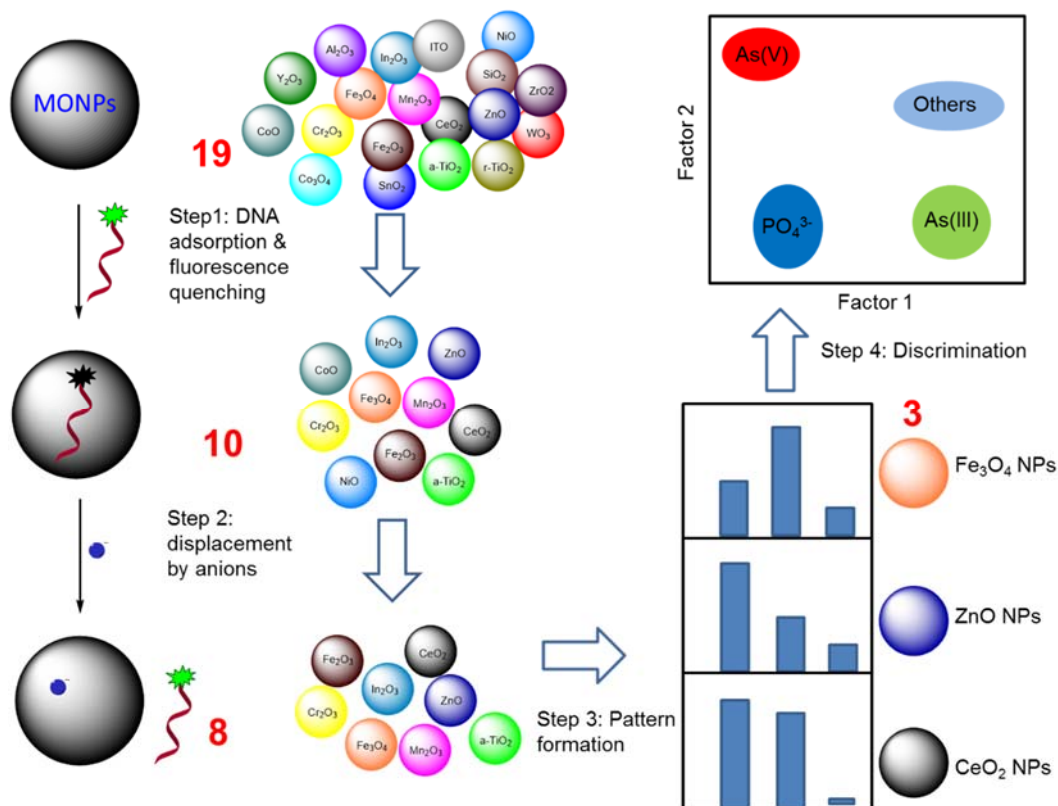 MONPs
19
Al₂O₃
In₂O₃
ITO
NiO
Y₂O₃
Fe₃O₄
Mn₂O₃
SiO₂
ZrO2
CoO
Cr₂O₃
CeO₂
ZnO
WO₃
Fe₂O₃
a-TiO₂
r-TiO₂
Co₃O₄
SnO₂
Step1: DNA
adsorption &
fluorescence
quenching
10
In₂O₃
ZnO
CoO
Fe₃O₄
Mn₂O₃
Cr₂O₃
CeO₂
Fe₂O₃
NiO
a-TiO₂
Step 2:
displacement
by anions
8
Fe₂O₃
CeO₂
In₂O₃
ZnO
Cr₂O₃
Fe₃O₄
Mn₂O₃
a-TiO₂
Step 3: Pattern
formation
3
Fe₃O₄ NPs
ZnO NPs
CeO₂ NPs
Step 4: Discrimination
As(V)
Others
PO₄³⁻
As(III)
Factor 2
Factor 1